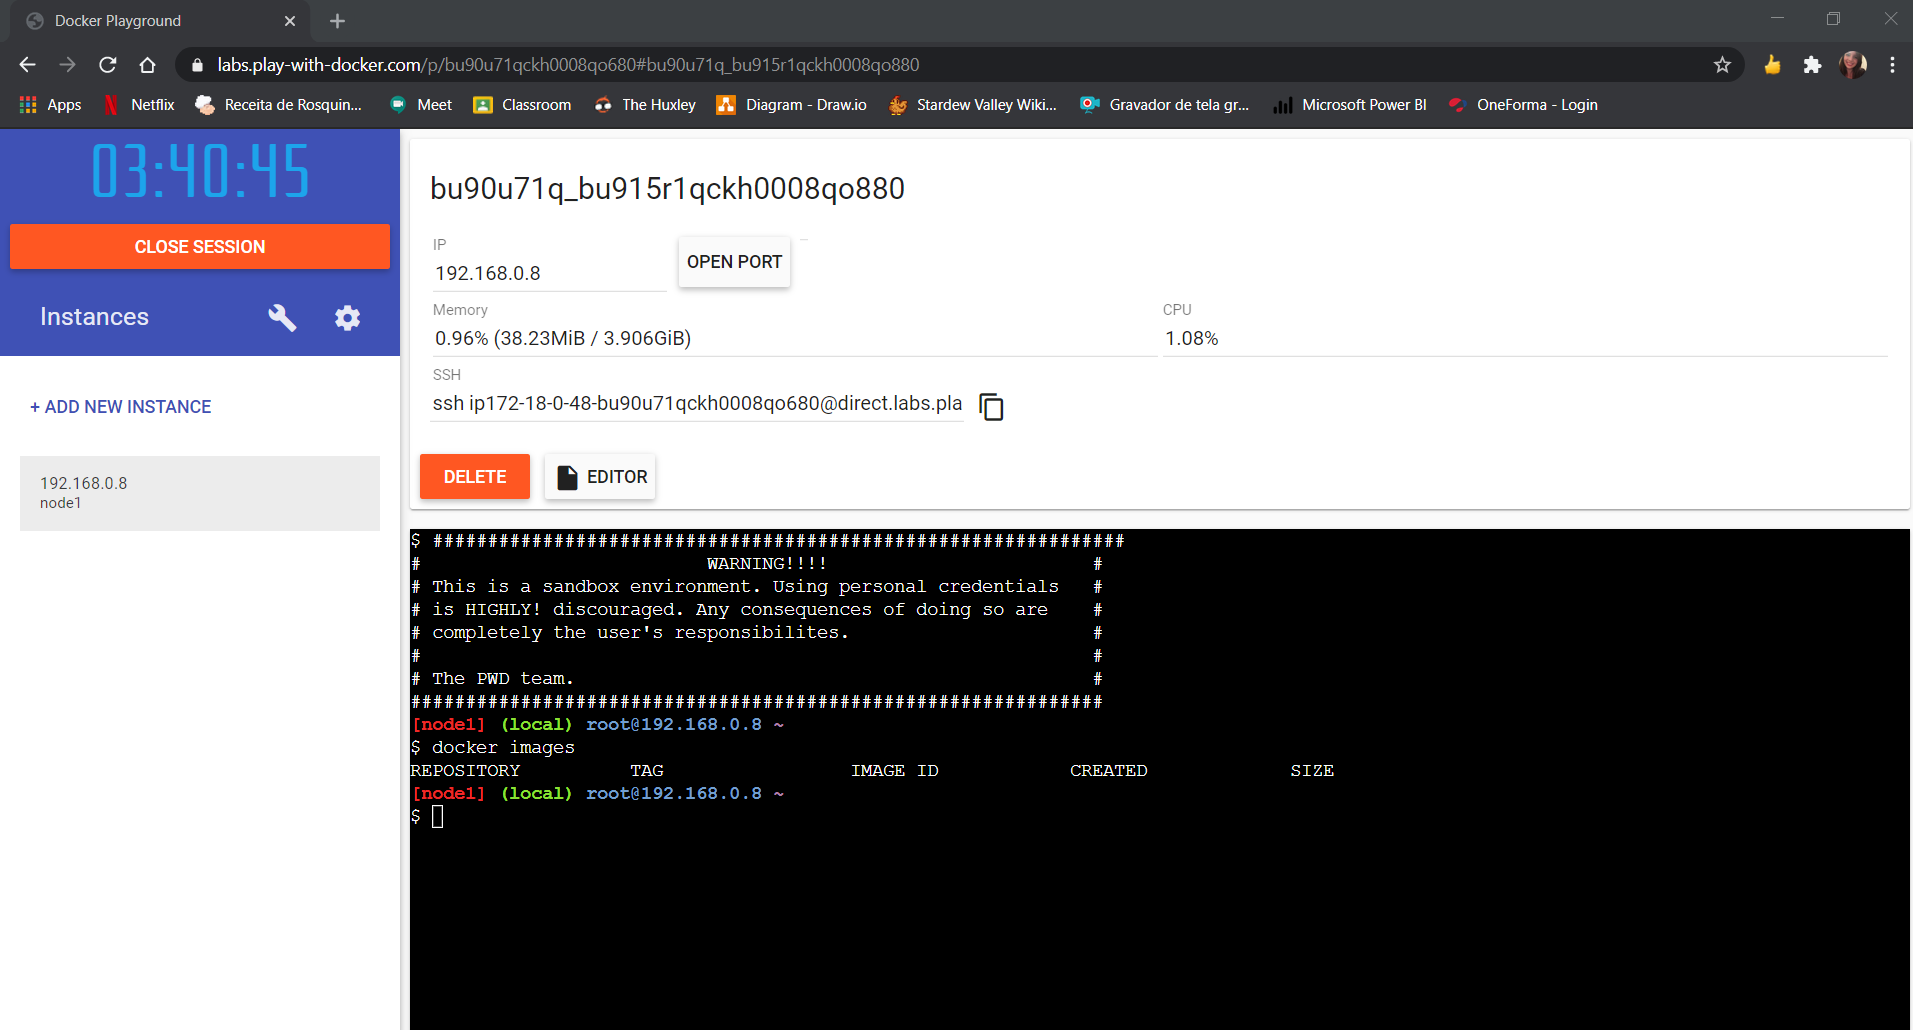 Docker Playground
labs.play-with-docker.com/p/bu90u71qckh0008qo680#bu90u71q_bu915r1qckh0008qo880
Apps Netflix Receita de Rosquin... Meet Classroom The Huxley Diagram - Draw.io Stardew Valley Wiki... Gravador de tela gr... Microsoft Power BI OneForma - Login
03:40:45
CLOSE SESSION
Instances
+ ADD NEW INSTANCE
192.168.0.8
node1
bu90u71q_bu915r1qckh0008qo880
IP
192.168.0.8
OPEN PORT
Memory
0.96% (38.23MiB / 3.906GiB)
CPU
1.08%
SSH
ssh ip172-18-0-48-bu90u71qckh0008qo680@direct.labs.pla
DELETE
EDITOR
$ ###############################################################
# WARNING!!!! #
# This is a sandbox environment. Using personal credentials #
# is HIGHLY! discouraged. Any consequences of doing so are #
# completely the user's responsibilites. #
# #
# The PWD team. #
###############################################################
[node1] (local) root@192.168.0.8 ~
$ docker images
REPOSITORY TAG IMAGE ID CREATED SIZE
[node1] (local) root@192.168.0.8 ~
$